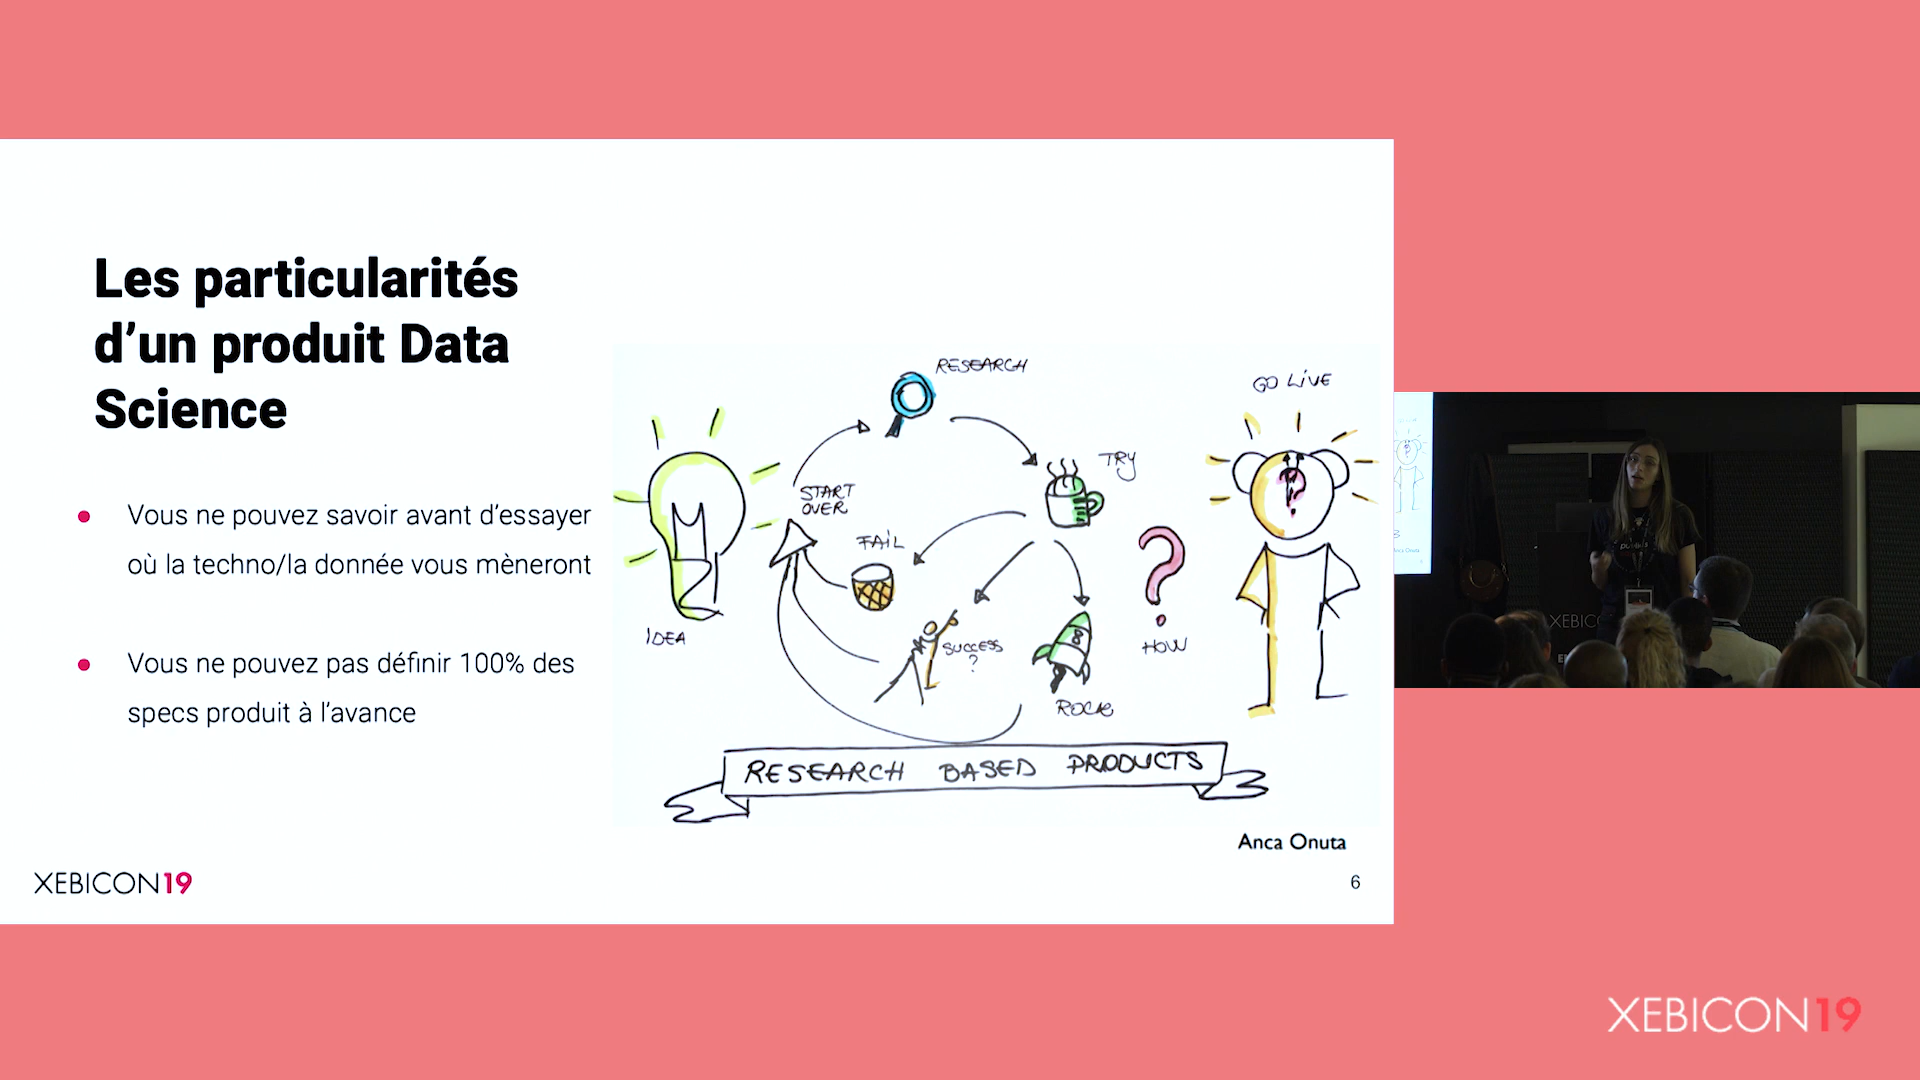 Les particularités
d’un produit Data
Science
Vous ne pouvez savoir avant d’essayer
où la techno/la donnée vous mèneront
Vous ne pouvez pas définir 100% des
specs produit à l’avance
RESEARCH
GO LIVE
TRY
START
OVER
FAIL
IDEA
SUCCESS
?
?
HOW
ROCK
RESEARCH BASED PRODUCTS
Anca Onuta
XEBICON19
6
XEBIC
XEBICON19